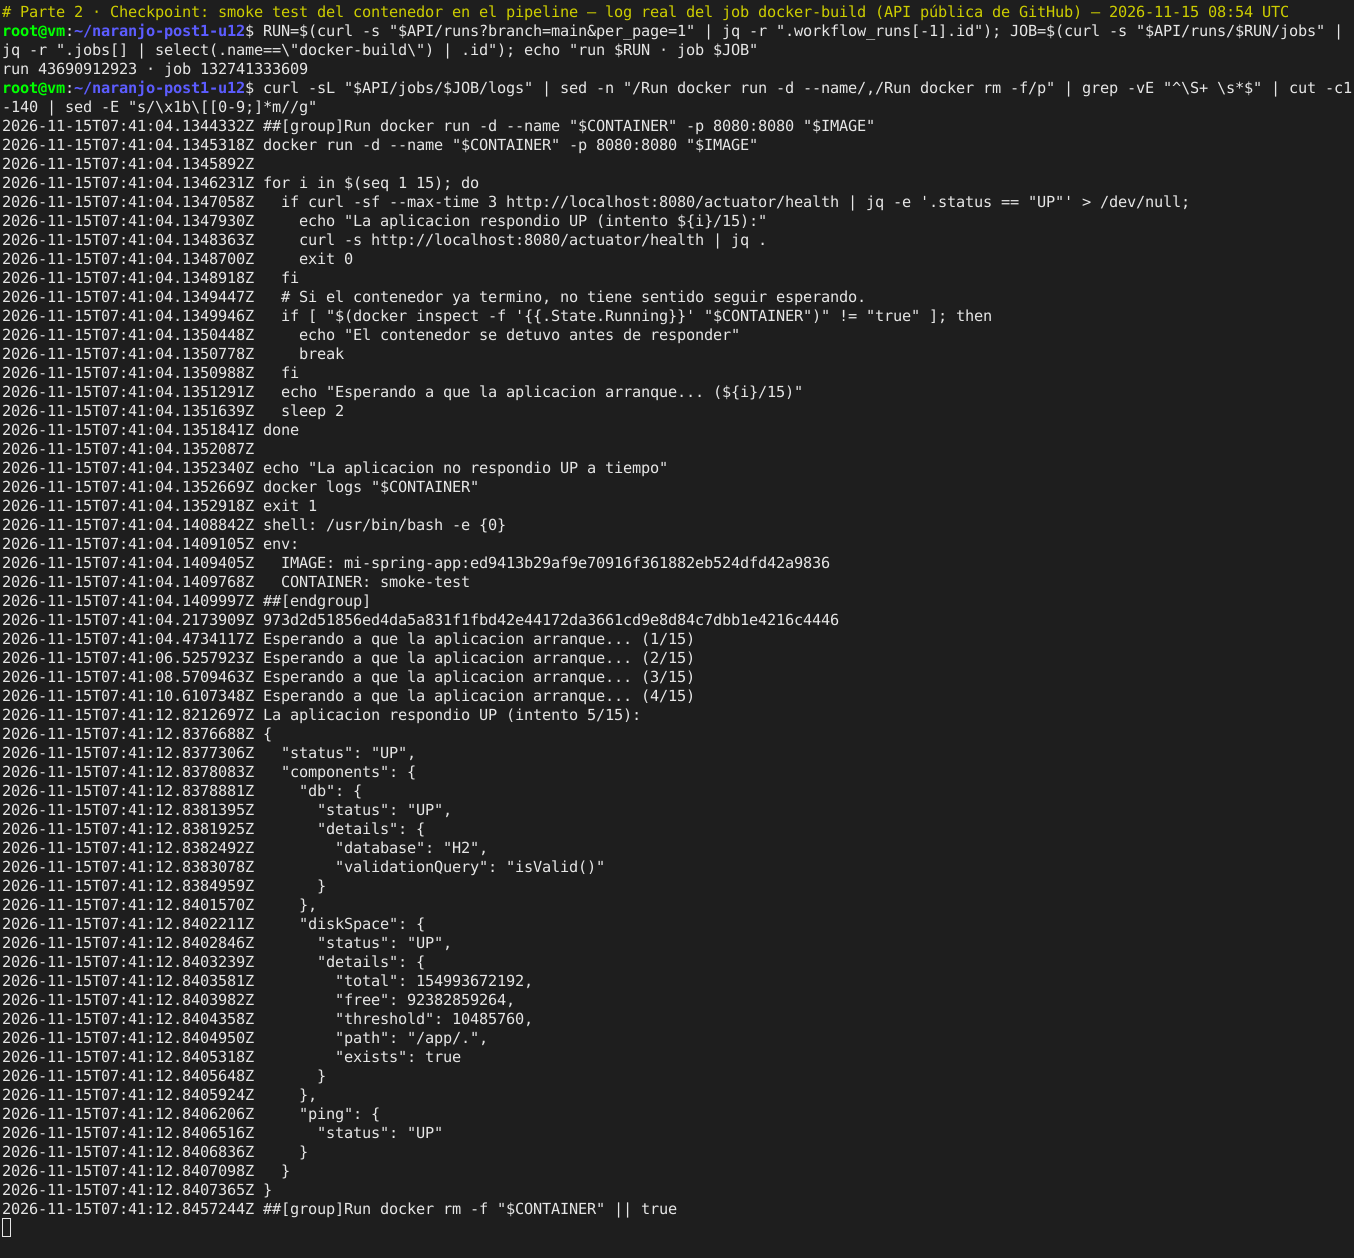 # Parte 2 · Checkpoint: smoke test del contenedor en el pipeline — log real del job docker-build (API pública de GitHub) — 2026-11-15 08:54 UTC
root@vm:~/naranjo-post1-u12$ RUN=$(curl -s "$API/runs?branch=main&per_page=1" | jq -r ".workflow_runs[-1].id"); JOB=$(curl -s "$API/runs/$RUN/jobs" |
jq -r ".jobs[] | select(.name==\"docker-build\") | .id"); echo "run $RUN · job $JOB"
run 43690912923 · job 132741333609
root@vm:~/naranjo-post1-u12$ curl -sL "$API/jobs/$JOB/logs" | sed -n "/Run docker run -d --name/,/Run docker rm -f/p" | grep -vE "^\S+ \s*$" | cut -c1
-140 | sed -E "s/\x1b\[[0-9;]*m//g"
2026-11-15T07:41:04.1344332Z ##[group]Run docker run -d --name "$CONTAINER" -p 8080:8080 "$IMAGE"
2026-11-15T07:41:04.1345318Z docker run -d --name "$CONTAINER" -p 8080:8080 "$IMAGE"
2026-11-15T07:41:04.1345892Z
2026-11-15T07:41:04.1346231Z for i in $(seq 1 15); do
2026-11-15T07:41:04.1347058Z   if curl -sf --max-time 3 http://localhost:8080/actuator/health | jq -e '.status == "UP"' > /dev/null;
2026-11-15T07:41:04.1347930Z     echo "La aplicacion respondio UP (intento ${i}/15):"
2026-11-15T07:41:04.1348363Z     curl -s http://localhost:8080/actuator/health | jq .
2026-11-15T07:41:04.1348700Z     exit 0
2026-11-15T07:41:04.1348918Z   fi
2026-11-15T07:41:04.1349447Z   # Si el contenedor ya termino, no tiene sentido seguir esperando.
2026-11-15T07:41:04.1349946Z   if [ "$(docker inspect -f '{{.State.Running}}' "$CONTAINER")" != "true" ]; then
2026-11-15T07:41:04.1350448Z     echo "El contenedor se detuvo antes de responder"
2026-11-15T07:41:04.1350778Z     break
2026-11-15T07:41:04.1350988Z   fi
2026-11-15T07:41:04.1351291Z   echo "Esperando a que la aplicacion arranque... (${i}/15)"
2026-11-15T07:41:04.1351639Z   sleep 2
2026-11-15T07:41:04.1351841Z done
2026-11-15T07:41:04.1352087Z
2026-11-15T07:41:04.1352340Z echo "La aplicacion no respondio UP a tiempo"
2026-11-15T07:41:04.1352669Z docker logs "$CONTAINER"
2026-11-15T07:41:04.1352918Z exit 1
2026-11-15T07:41:04.1408842Z shell: /usr/bin/bash -e {0}
2026-11-15T07:41:04.1409105Z env:
2026-11-15T07:41:04.1409405Z   IMAGE: mi-spring-app:ed9413b29af9e70916f361882eb524dfd42a9836
2026-11-15T07:41:04.1409768Z   CONTAINER: smoke-test
2026-11-15T07:41:04.1409997Z ##[endgroup]
2026-11-15T07:41:04.2173909Z 973d2d51856ed4da5a831f1fbd42e44172da3661cd9e8d84c7dbb1e4216c4446
2026-11-15T07:41:04.4734117Z Esperando a que la aplicacion arranque... (1/15)
2026-11-15T07:41:06.5257923Z Esperando a que la aplicacion arranque... (2/15)
2026-11-15T07:41:08.5709463Z Esperando a que la aplicacion arranque... (3/15)
2026-11-15T07:41:10.6107348Z Esperando a que la aplicacion arranque... (4/15)
2026-11-15T07:41:12.8212697Z La aplicacion respondio UP (intento 5/15):
2026-11-15T07:41:12.8376688Z {
2026-11-15T07:41:12.8377306Z   "status": "UP",
2026-11-15T07:41:12.8378083Z   "components": {
2026-11-15T07:41:12.8378881Z     "db": {
2026-11-15T07:41:12.8381395Z       "status": "UP",
2026-11-15T07:41:12.8381925Z       "details": {
2026-11-15T07:41:12.8382492Z         "database": "H2",
2026-11-15T07:41:12.8383078Z         "validationQuery": "isValid()"
2026-11-15T07:41:12.8384959Z       }
2026-11-15T07:41:12.8401570Z     },
2026-11-15T07:41:12.8402211Z     "diskSpace": {
2026-11-15T07:41:12.8402846Z       "status": "UP",
2026-11-15T07:41:12.8403239Z       "details": {
2026-11-15T07:41:12.8403581Z         "total": 154993672192,
2026-11-15T07:41:12.8403982Z         "free": 92382859264,
2026-11-15T07:41:12.8404358Z         "threshold": 10485760,
2026-11-15T07:41:12.8404950Z         "path": "/app/.",
2026-11-15T07:41:12.8405318Z         "exists": true
2026-11-15T07:41:12.8405648Z       }
2026-11-15T07:41:12.8405924Z     },
2026-11-15T07:41:12.8406206Z     "ping": {
2026-11-15T07:41:12.8406516Z       "status": "UP"
2026-11-15T07:41:12.8406836Z     }
2026-11-15T07:41:12.8407098Z   }
2026-11-15T07:41:12.8407365Z }
2026-11-15T07:41:12.8457244Z ##[group]Run docker rm -f "$CONTAINER" || true